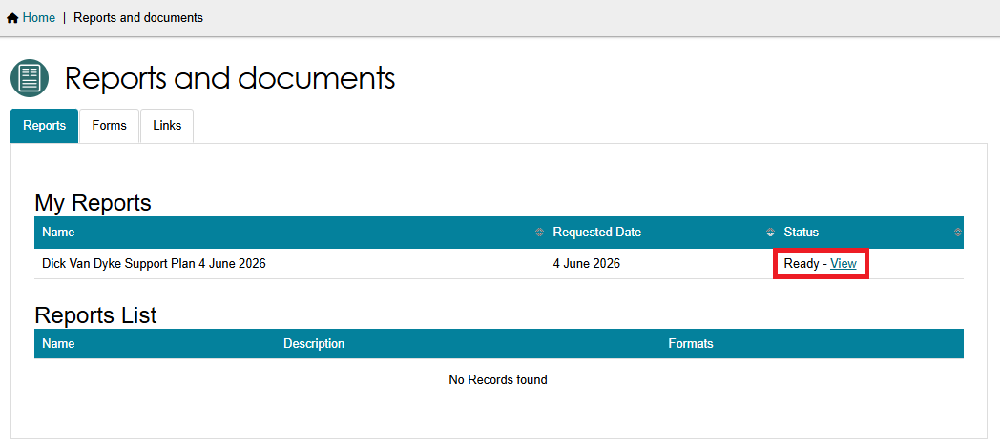 Home | Reports and documents
Reports and documents
Reports Forms Links
My Reports
Name Requested Date Status
Dick Van Dyke Support Plan 4 June 2026 4 June 2026 Ready - View
Reports List
Name Description Formats
No Records found